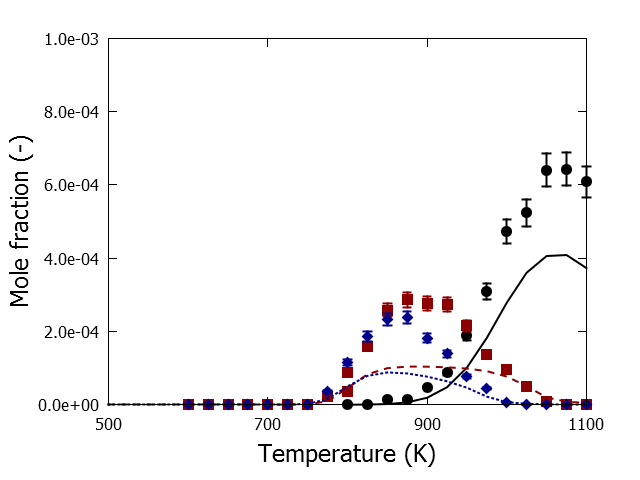 1.0e-03
8.0e-04
6.0e-04
4.0e-04
2.0e-04
0.0e+00
Mole fraction (-)
500 700 900 1100
Temperature (K)